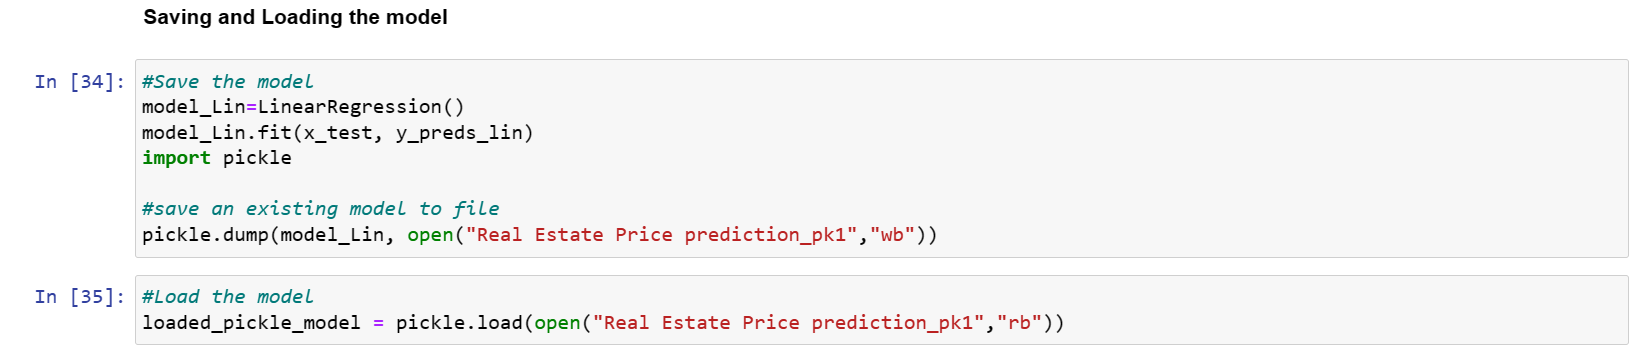 Saving and Loading the model
In [34]: #Save the model
model_Lin=LinearRegression()
model_Lin.fit(x_test, y_preds_lin)
import pickle
#save an existing model to file
pickle.dump(model_Lin, open("Real Estate Price prediction_pk1","wb"))
In [35]: #Load the model
loaded_pickle_model = pickle.load(open("Real Estate Price prediction_pk1","rb"))